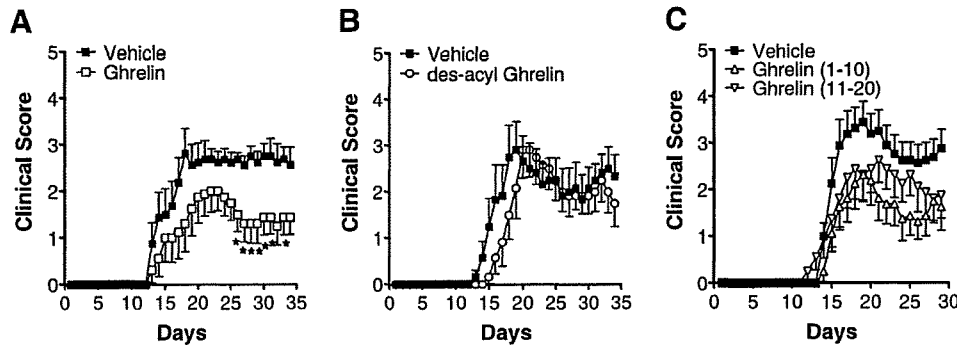 A
Vehicle
Ghrelin
Clinical Score
5
4
3
2
1
0
0 5 10 15 20 25 30 35
Days
*
B
Vehicle
des-acyl Ghrelin
Clinical Score
5
4
3
2
1
0
0 5 10 15 20 25 30 35
Days
C
Vehicle
Ghrelin (1-10)
Ghrelin (11-20)
Clinical Score
5
4
3
2
1
0
0 5 10 15 20 25 30
Days